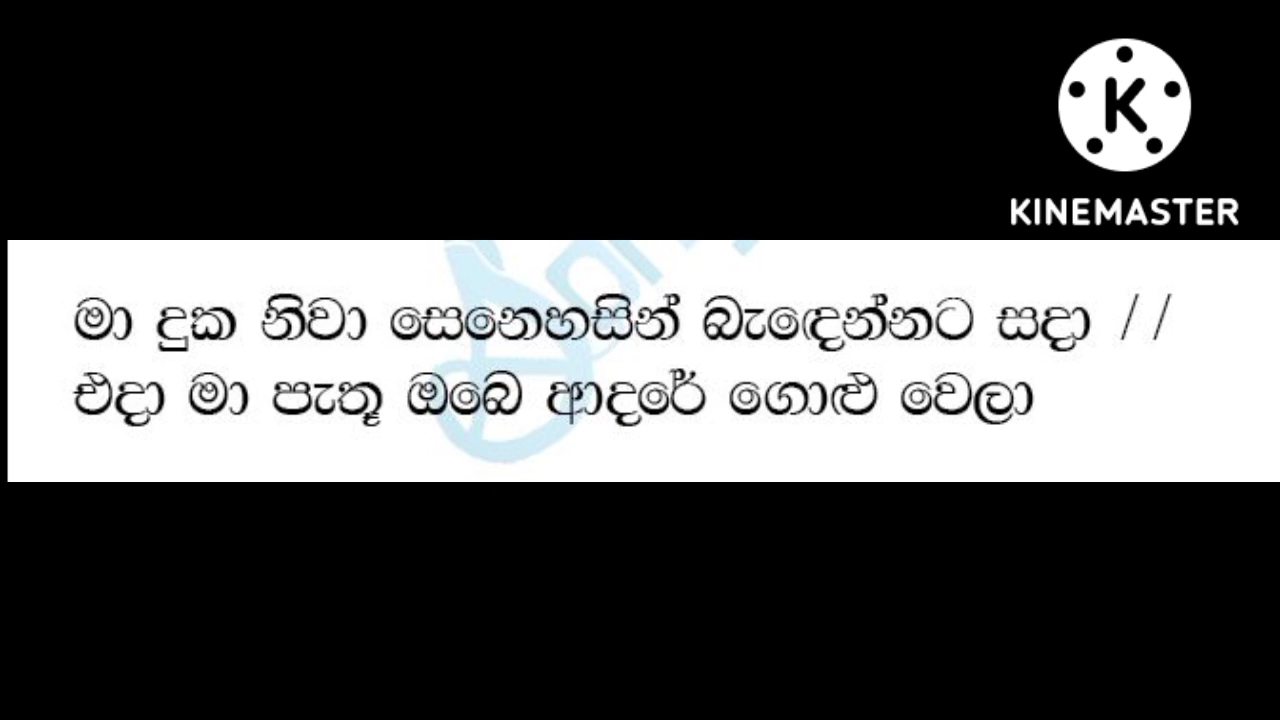 KINEMASTER
මා දුක නිවා සෙනෙහසින් බැඳෙන්නට සදා //
එදා මා පැතූ ඔබෙ ආදරේ ගොළු වෙලා